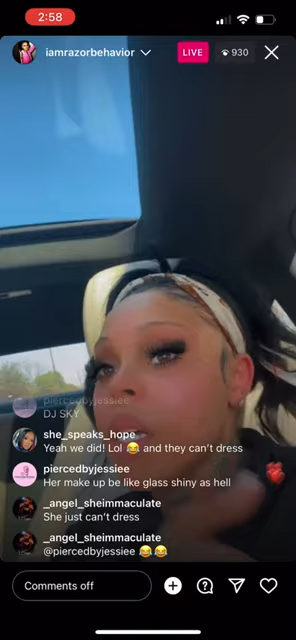 2:58
iamrazorbehavior
LIVE
930
piercedbyjessiee
DJ SKY
she_speaks_hope
Yeah we did! Lol 😂 and they can't dress
piercedbyjessiee
Her make up be like glass shiny as hell
_angel_sheimmaculate
She just can't dress
_angel_sheimmaculate
@piercedbyjessiee 😂😂
Comments off